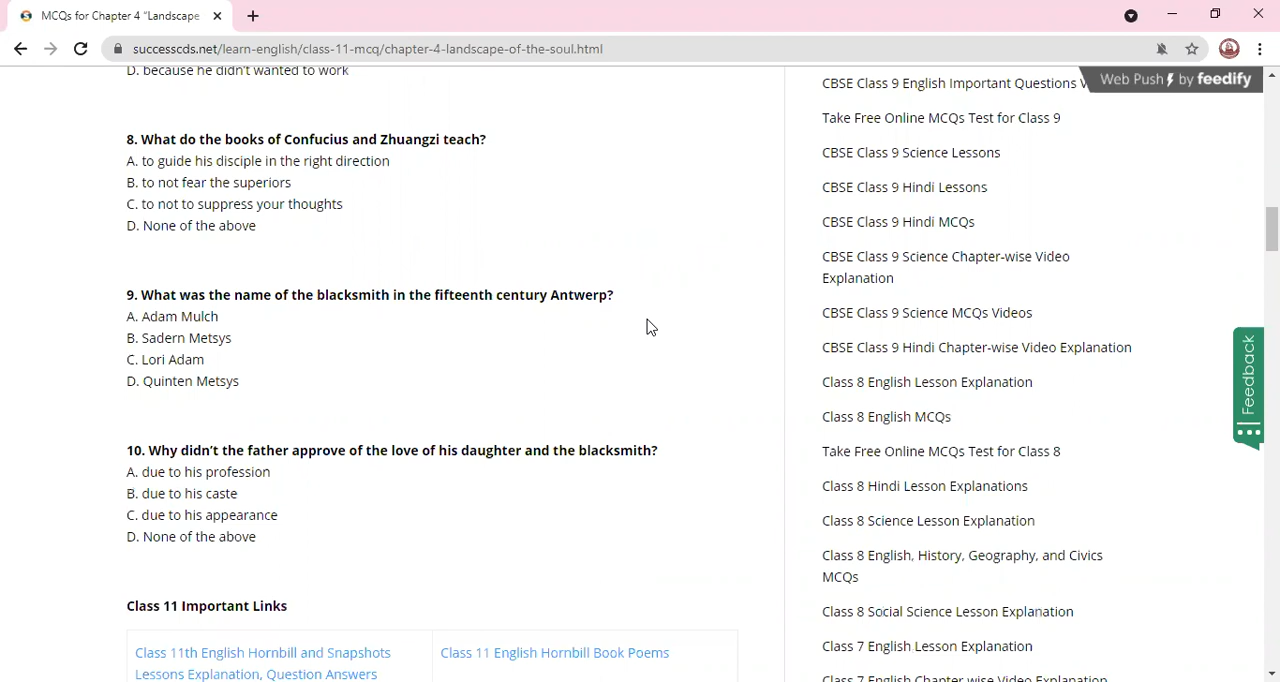 MCQs for Chapter 4 "Landscape
successcds.net/learn-english/class-11-mcq/chapter-4-landscape-of-the-soul.html
Web Push by feedify
D. because he didn't wanted to work
8. What do the books of Confucius and Zhuangzi teach?
A. to guide his disciple in the right direction
B. to not fear the superiors
C. to not to suppress your thoughts
D. None of the above
9. What was the name of the blacksmith in the fifteenth century Antwerp?
A. Adam Mulch
B. Sadern Metsys
C. Lori Adam
D. Quinten Metsys
10. Why didn't the father approve of the love of his daughter and the blacksmith?
A. due to his profession
B. due to his caste
C. due to his appearance
D. None of the above
Class 11 Important Links
Class 11th English Hornbill and Snapshots
Lessons Explanation, Question Answers
Class 11 English Hornbill Book Poems
CBSE Class 9 English Important Questions
Take Free Online MCQs Test for Class 9
CBSE Class 9 Science Lessons
CBSE Class 9 Hindi Lessons
CBSE Class 9 Hindi MCQs
CBSE Class 9 Science Chapter-wise Video
Explanation
CBSE Class 9 Science MCQs Videos
CBSE Class 9 Hindi Chapter-wise Video Explanation
Class 8 English Lesson Explanation
Class 8 English MCQs
Take Free Online MCQs Test for Class 8
Class 8 Hindi Lesson Explanations
Class 8 Science Lesson Explanation
Class 8 English, History, Geography, and Civics
MCQs
Class 8 Social Science Lesson Explanation
Class 7 English Lesson Explanation
Class 7 English Chapter wise Video Explanation
Feedback